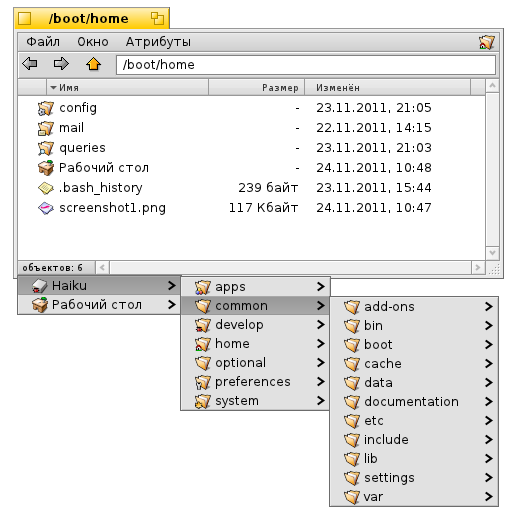 /boot/home
Файл Окно Атрибуты
/boot/home
Имя Размер Изменён
config - 23.11.2011, 21:05
mail - 22.11.2011, 14:15
queries - 23.11.2011, 21:03
Рабочий стол - 24.11.2011, 10:48
.bash_history 239 байт 23.11.2011, 15:44
screenshot1.png 117 Кбайт 24.11.2011, 10:47
объектов: 6
Haiku
Рабочий стол
apps
common
develop
home
optional
preferences
system
add-ons
bin
boot
cache
data
documentation
etc
include
lib
settings
var